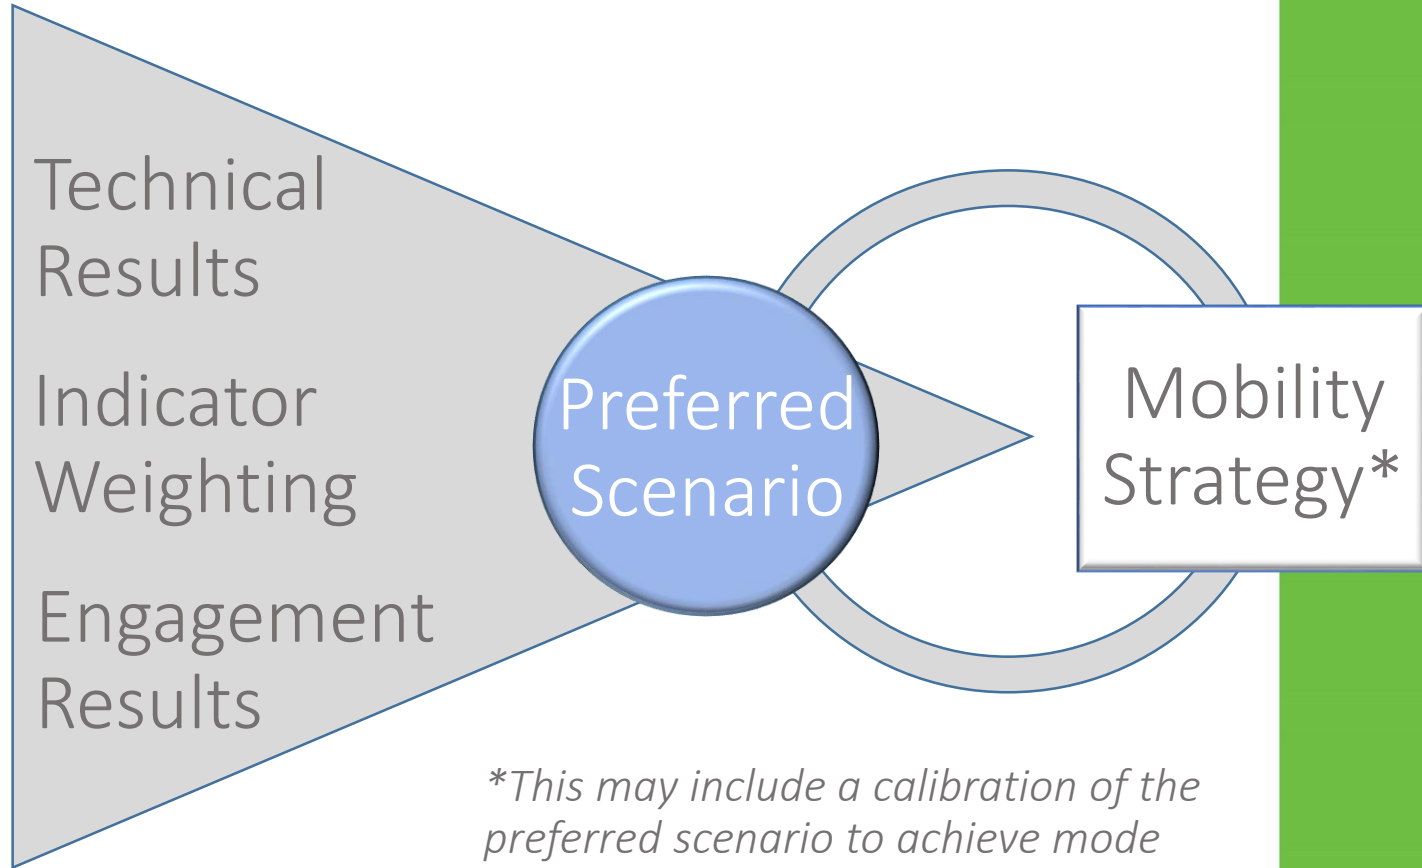 Technical
Results
Indicator
Weighting
Engagement
Results
Preferred
Scenario
Mobility
Strategy*
*This may include a calibration of the
preferred scenario to achieve mode